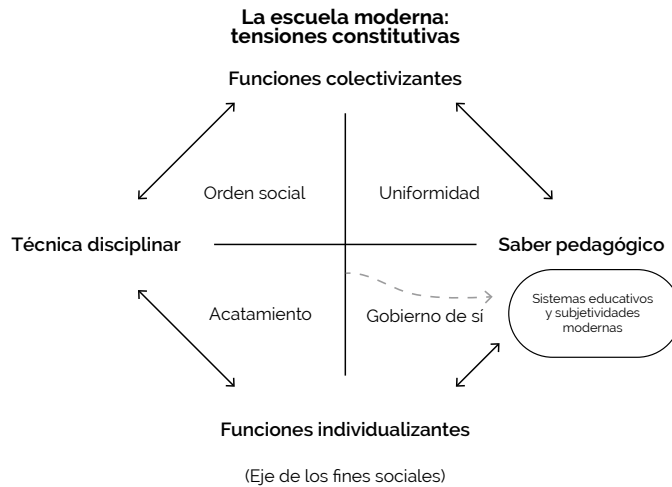 La escuela moderna:
tensiones constitutivas
Funciones colectivizantes
Orden social
Uniformidad
Técnica disciplinar
Saber pedagógico
Sistemas educativos
y subjetividades
modernas
Acatamiento
Gobierno de sí
Funciones individualizantes
(Eje de los fines sociales)